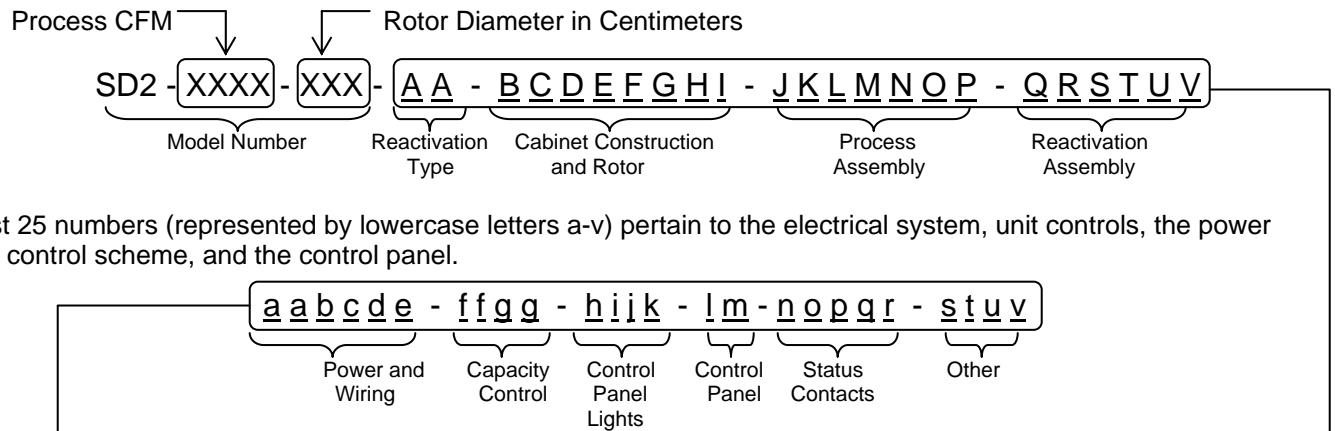 Process CFM Rotor Diameter in Centimeters
SD2 - XXXX - XXX - A A - B C D E F G H I - J K L M N O P - Q R S T U V
Model Number Reactivation Type Cabinet Construction and Rotor Process Assembly Reactivation Assembly
st 25 numbers (represented by lowercase letters a-v) pertain to the electrical system, unit controls, the power
control scheme, and the control panel.
a a b c d e - f f g g - h i j k - l m - n o p q r - s t u v
Power and Wiring Capacity Control Control Panel Lights Control Panel Status Contacts Other